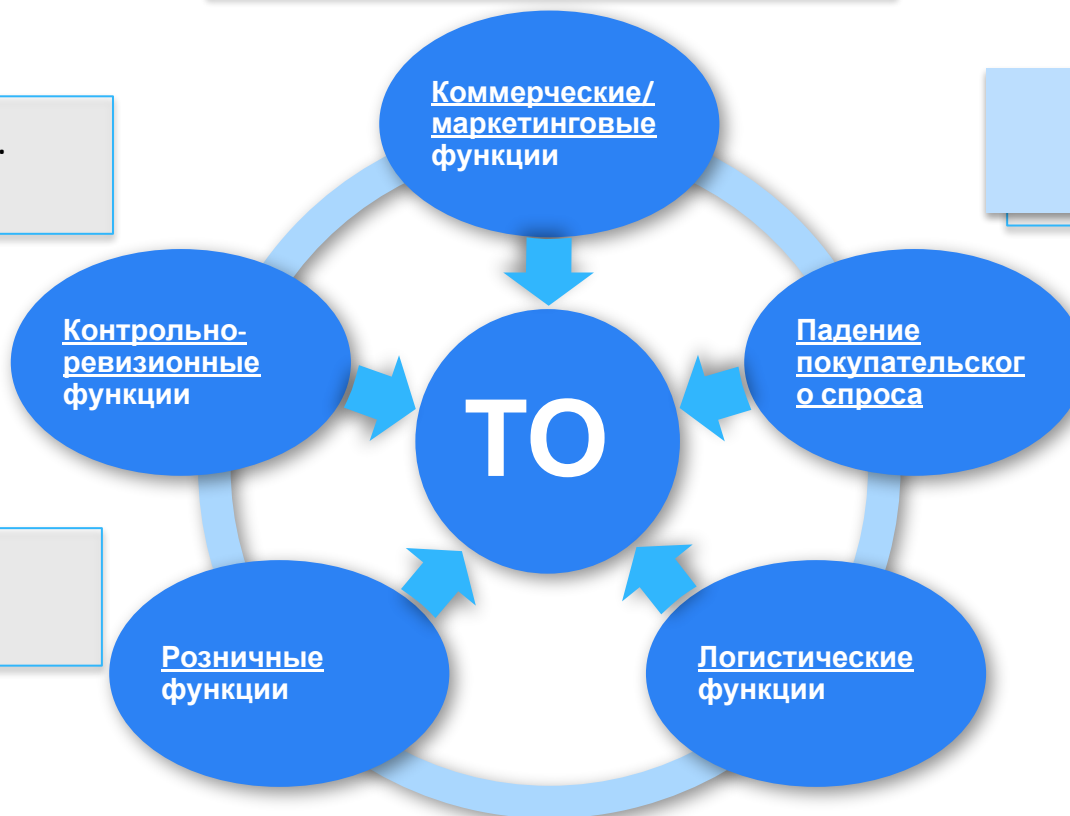 Коммерческие/
маркетинговые
функции
.
Контрольно-
ревизионные
функции
Падение
покупательског
о спроса
ТО
Розничные
функции
Логистические
функции